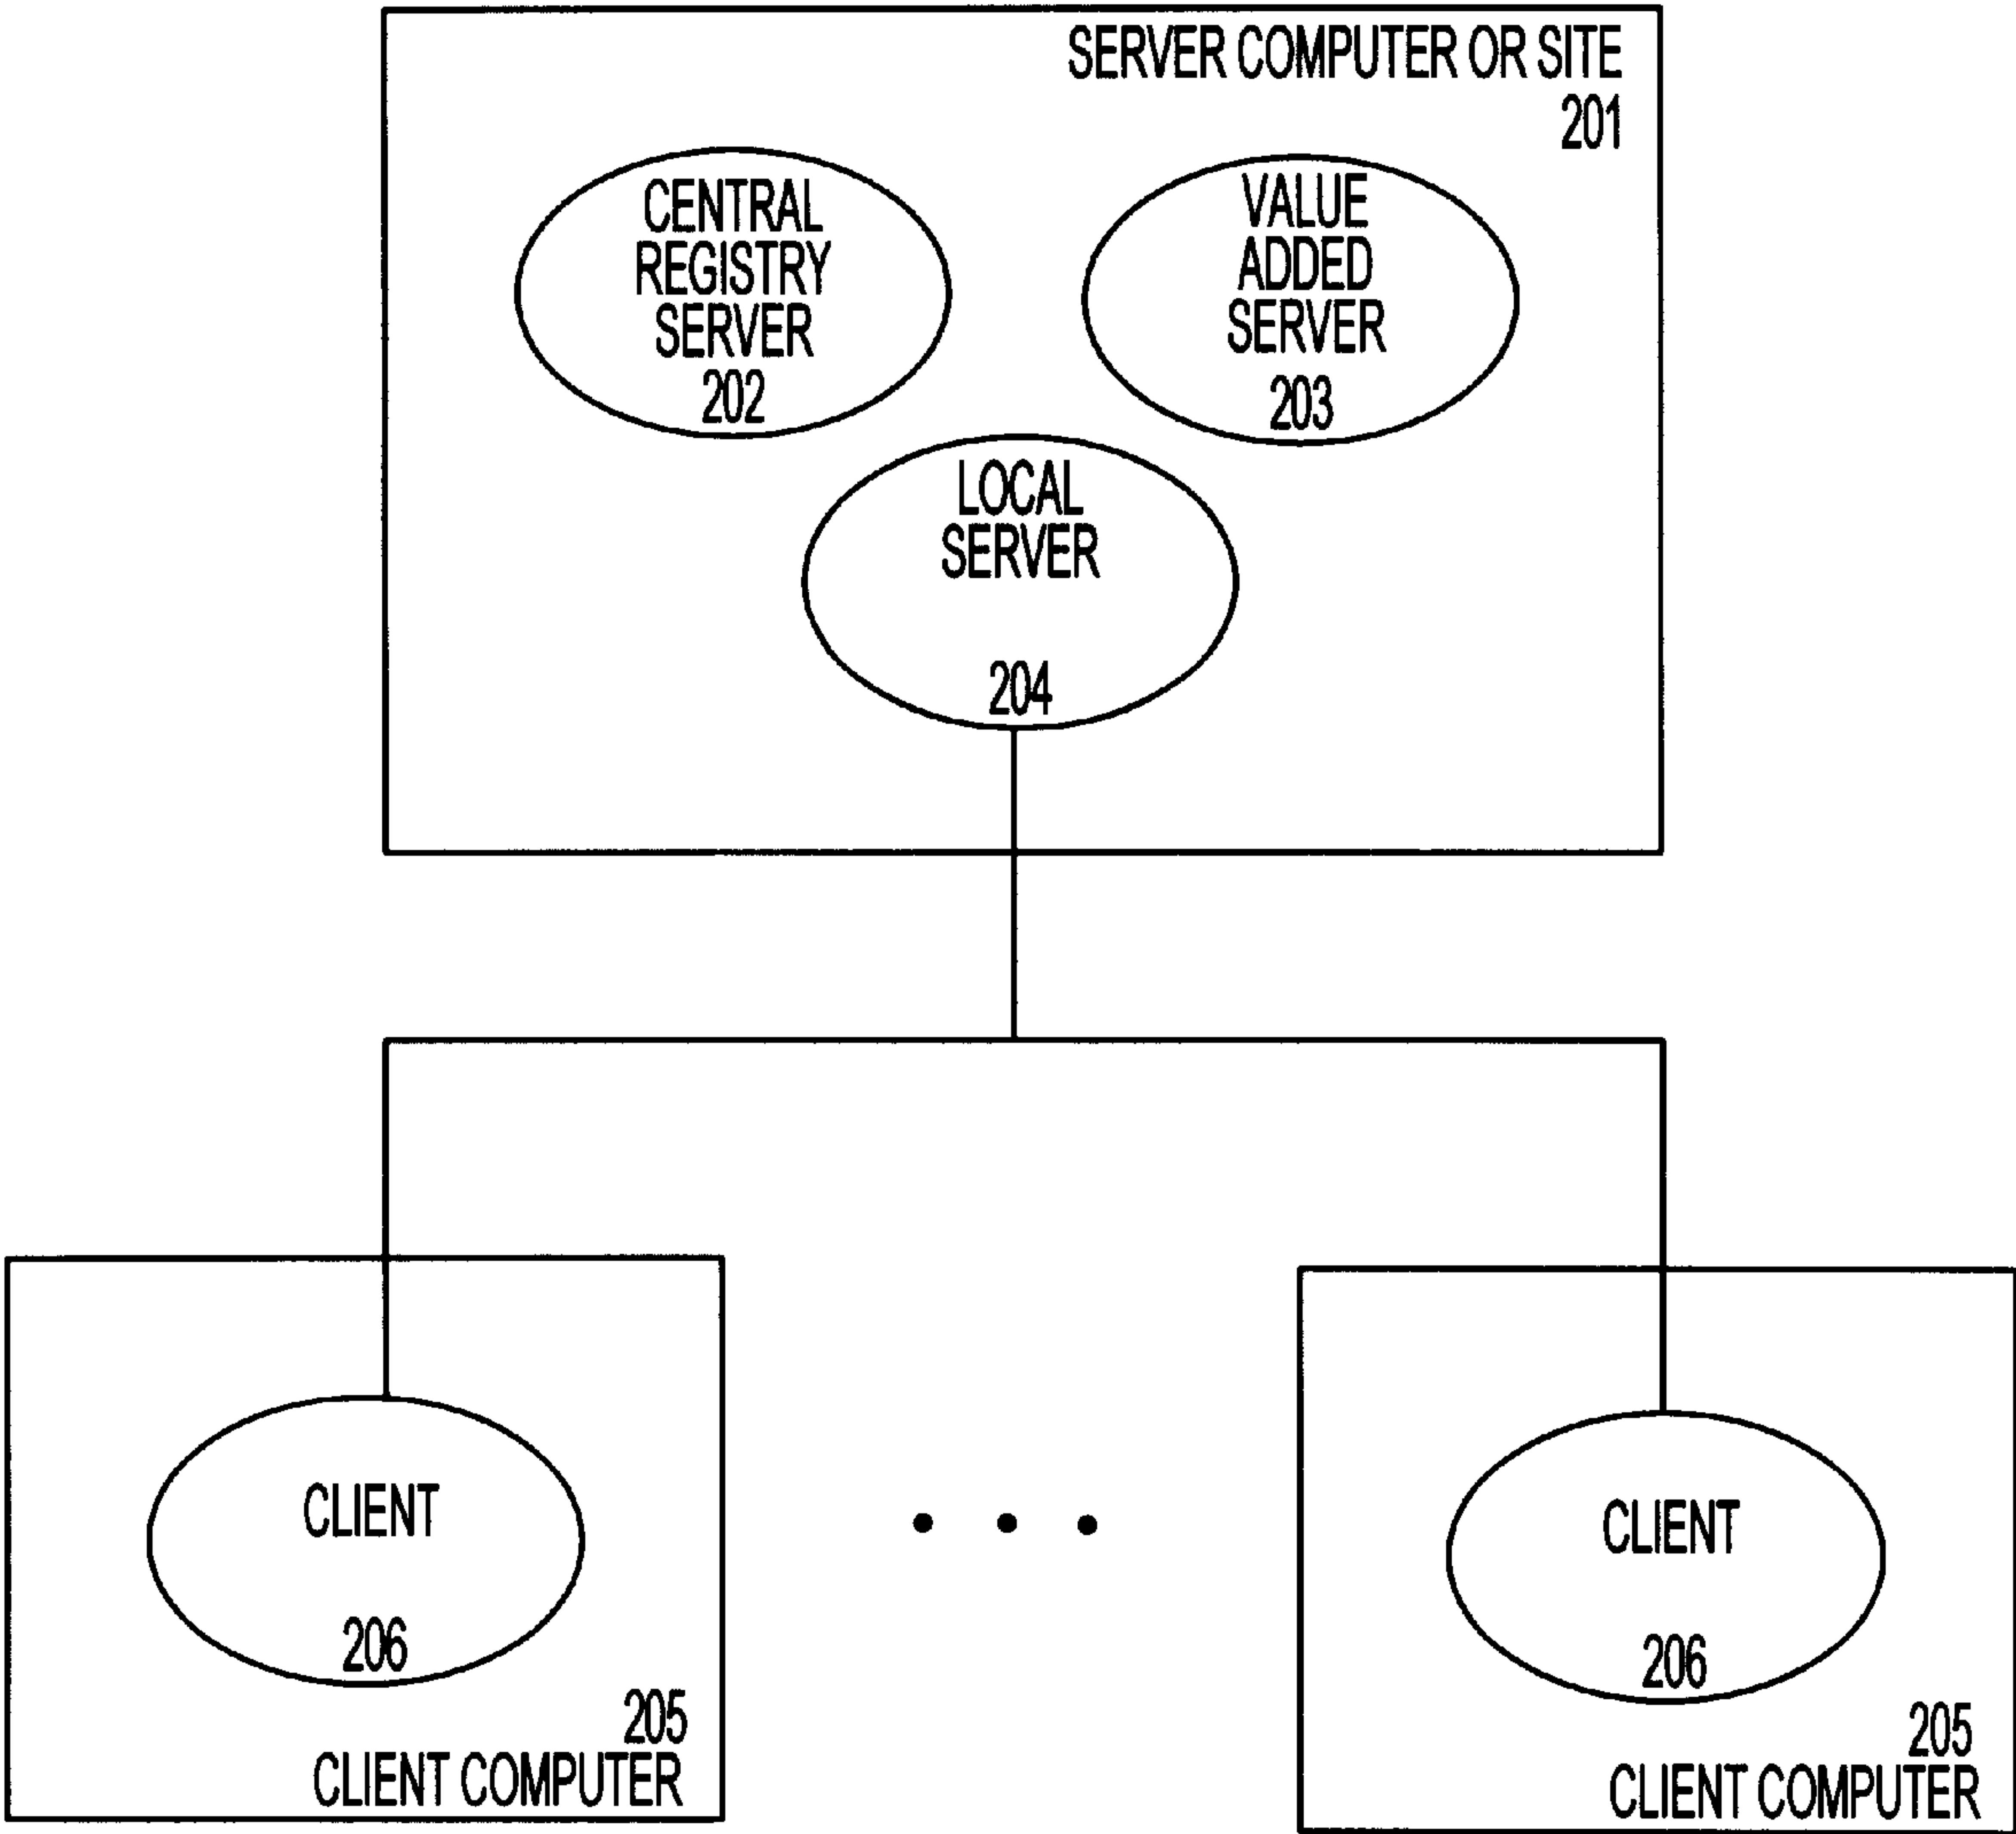 SERVER COMPUTER OR SITE
201
CENTRAL
REGISTRY
SERVER
202
VALUE
ADDED
SERVER
203
LOCAL
SERVER
204
CLIENT
206
205
CLIENT COMPUTER
CLIENT
206
205
CLIENT COMPUTER